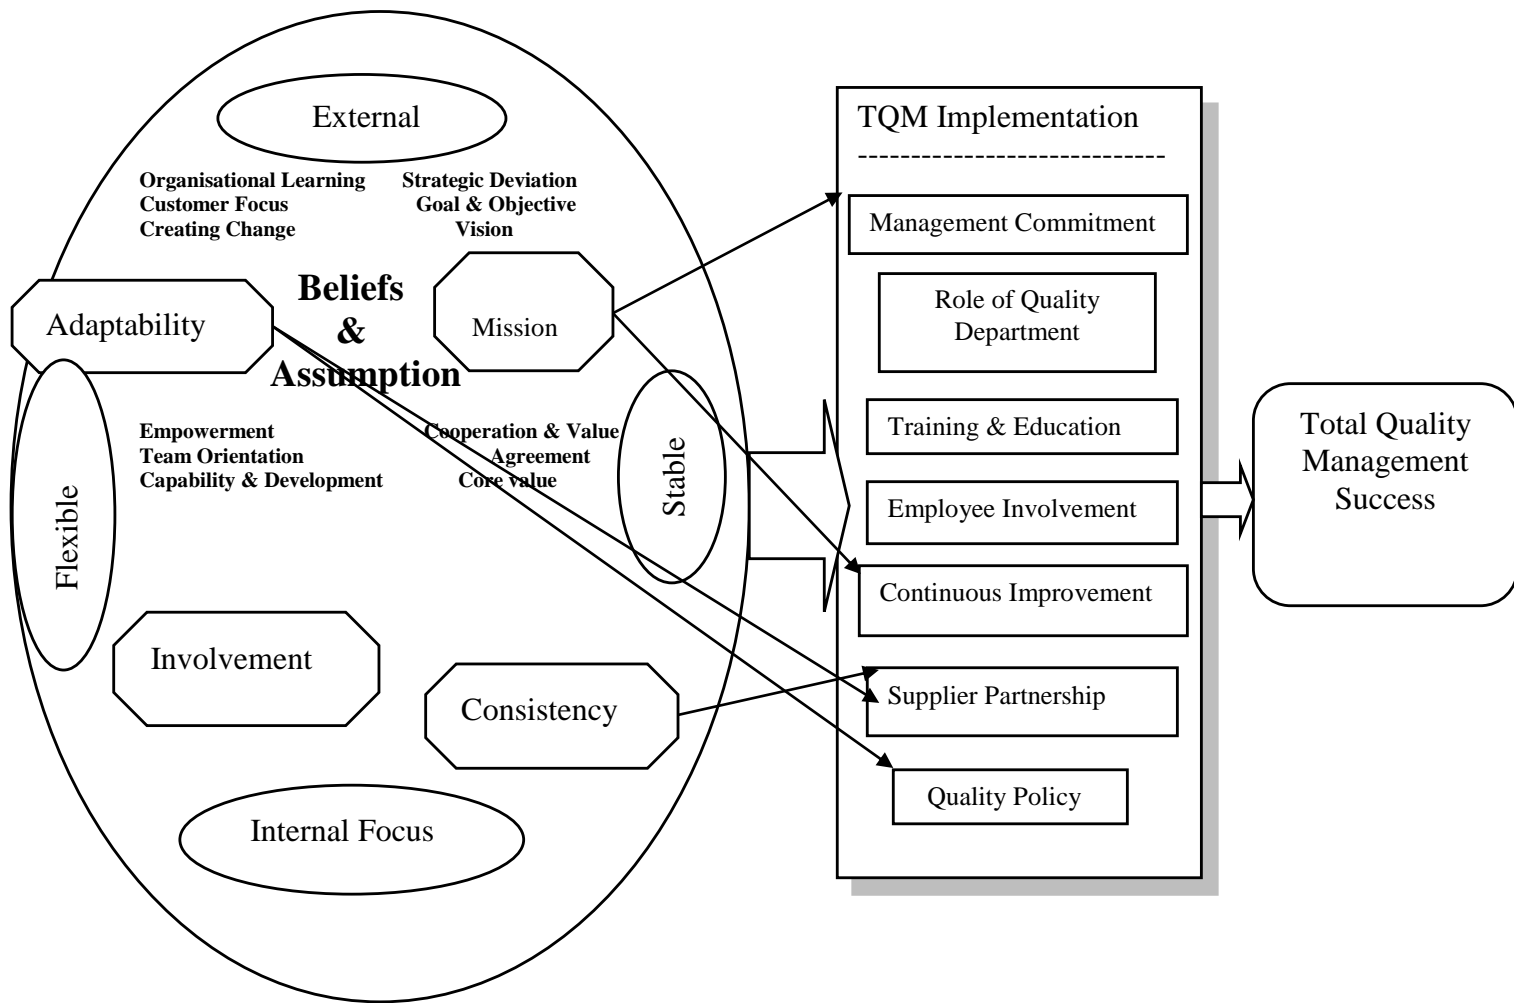 External
Organisational Learning Strategic Deviation
Customer Focus Goal & Objective
Creating Change Vision
Adaptability
Beliefs
&
Assumption
Mission
Empowerment Cooperation & Value
Team Orientation Agreement
Capability & Development Core value
Flexible
Stable
Involvement
Consistency
Internal Focus
TQM Implementation
-----------------------------
Management Commitment
Role of Quality
Department
Training & Education
Employee Involvement
Continuous Improvement
Supplier Partnership
Quality Policy
Total Quality
Management
Success